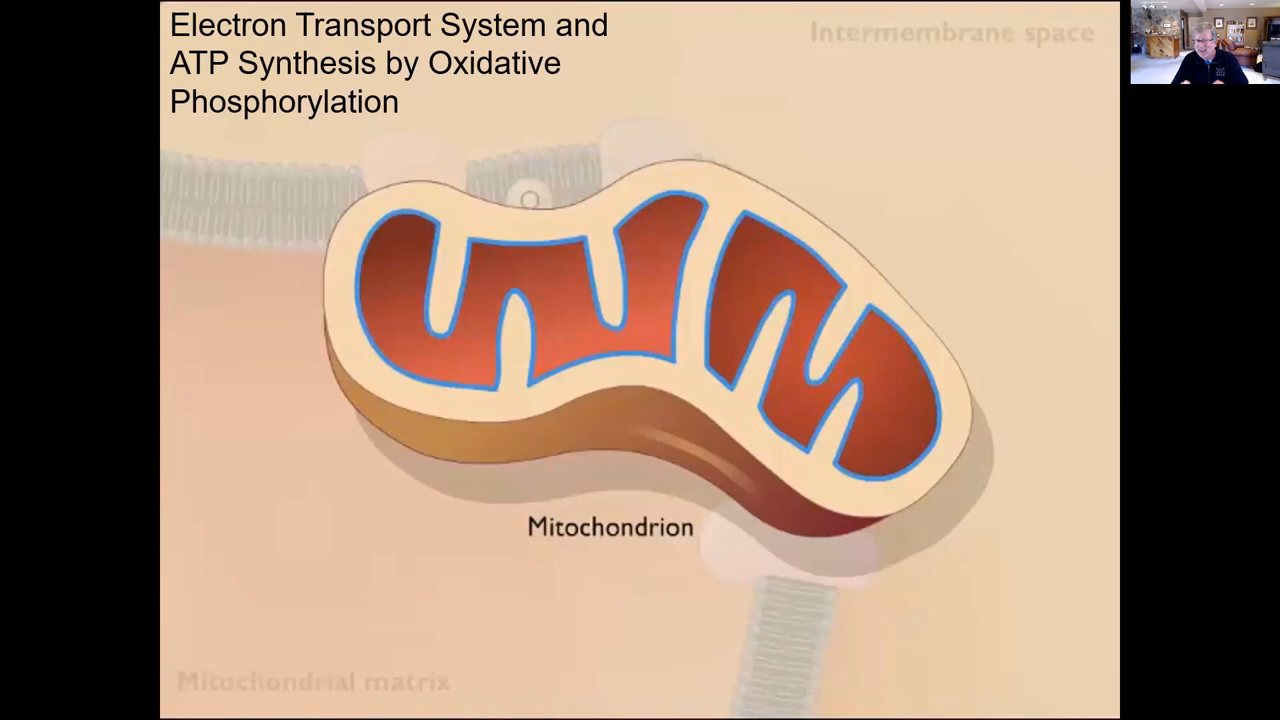 Electron Transport System and
ATP Synthesis by Oxidative
Phosphorylation
Intermembrane space
Mitochondrion
Mitochondrial matrix